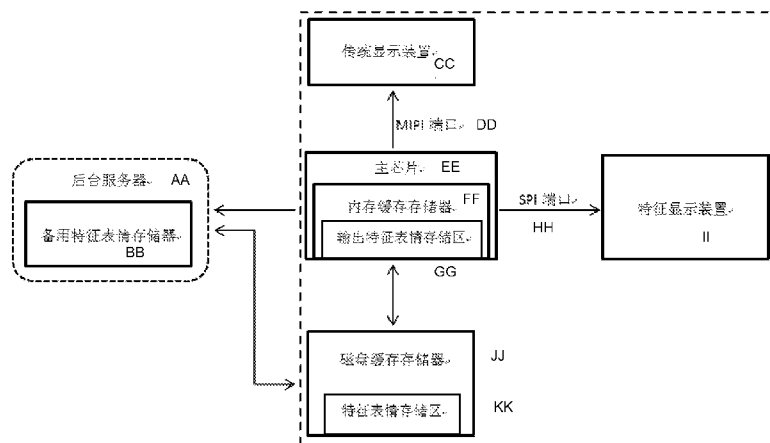 传统显示装置
CC
MIPI 端口 DD
主芯片 EE
后台服务器 AA
内存缓存存储器 FF
SPI 端口
HH
特征显示装置
II
备用特征表情存储器
BB
输出特征表情存储区
GG
磁盘缓存存储器 JJ
特征表情存储区 KK